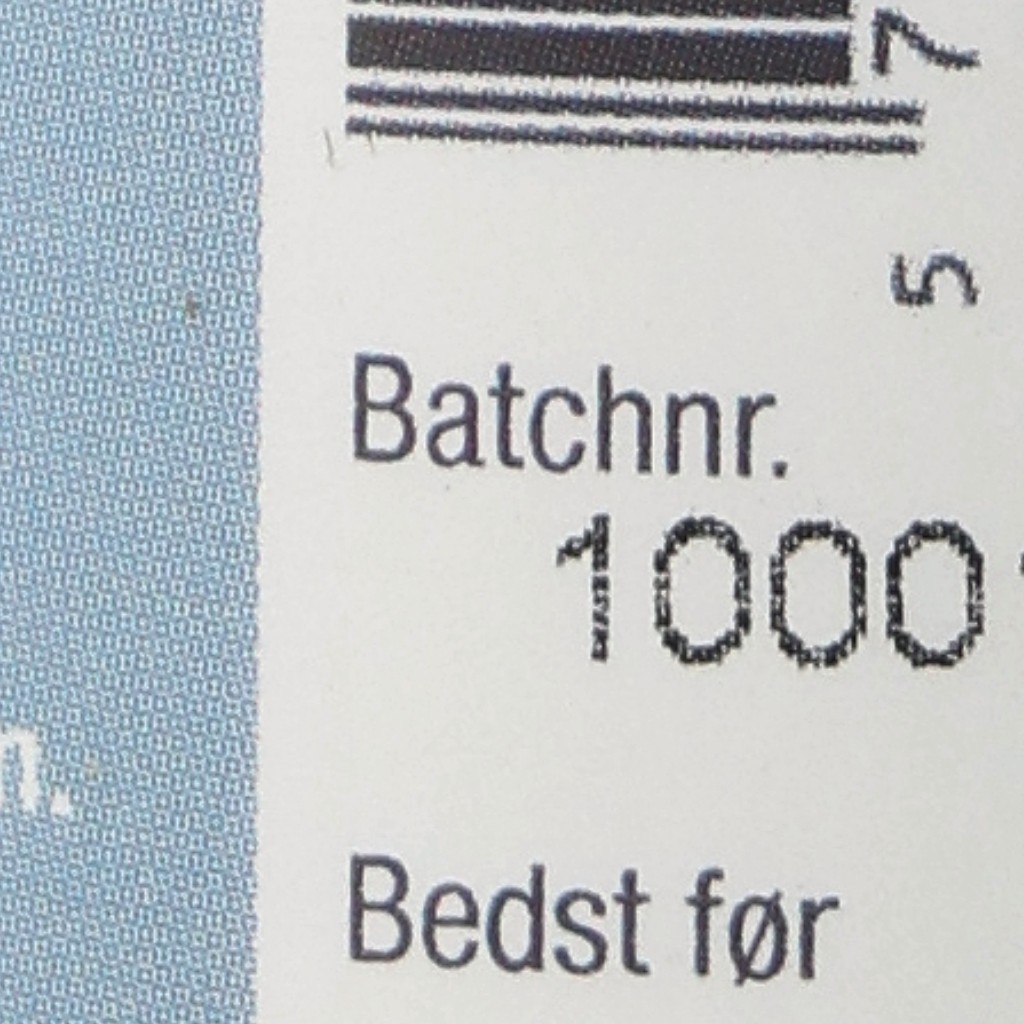 5 7
n.
Batchnr.
1000
Bedst før